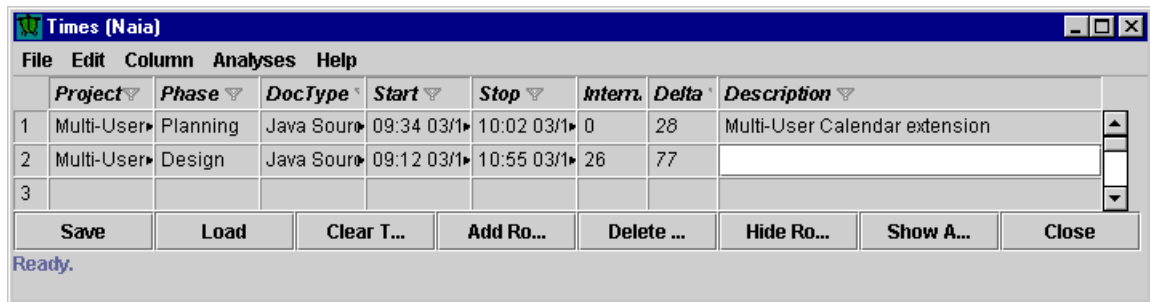 Times (Naia)
File Edit Column Analyses Help
Project Phase DocType Start Stop Interru Delta Description
1 Multi-User Planning Java Sour 09:34 03/1 10:02 03/1 0 28 Multi-User Calendar extension
2 Multi-User Design Java Sour 09:12 03/1 10:55 03/1 26 77
3
Save Load Clear T... Add Ro... Delete ... Hide Ro... Show A... Close
Ready.